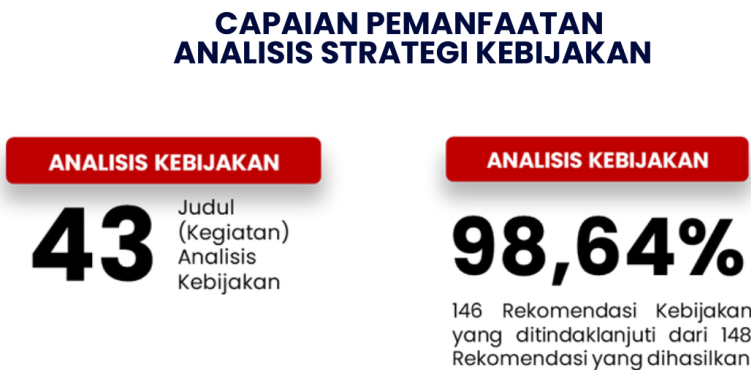 CAPAIAN PEMANFAATAN
ANALISIS STRATEGI KEBIJAKAN
ANALISIS KEBIJAKAN
43
Judul
(Kegiatan)
Analisis
Kebijakan
ANALISIS KEBIJAKAN
98,64%
146 Rekomendasi Kebijakan
yang ditindaklanjuti dari 148
Rekomendasi yang dihasilkan